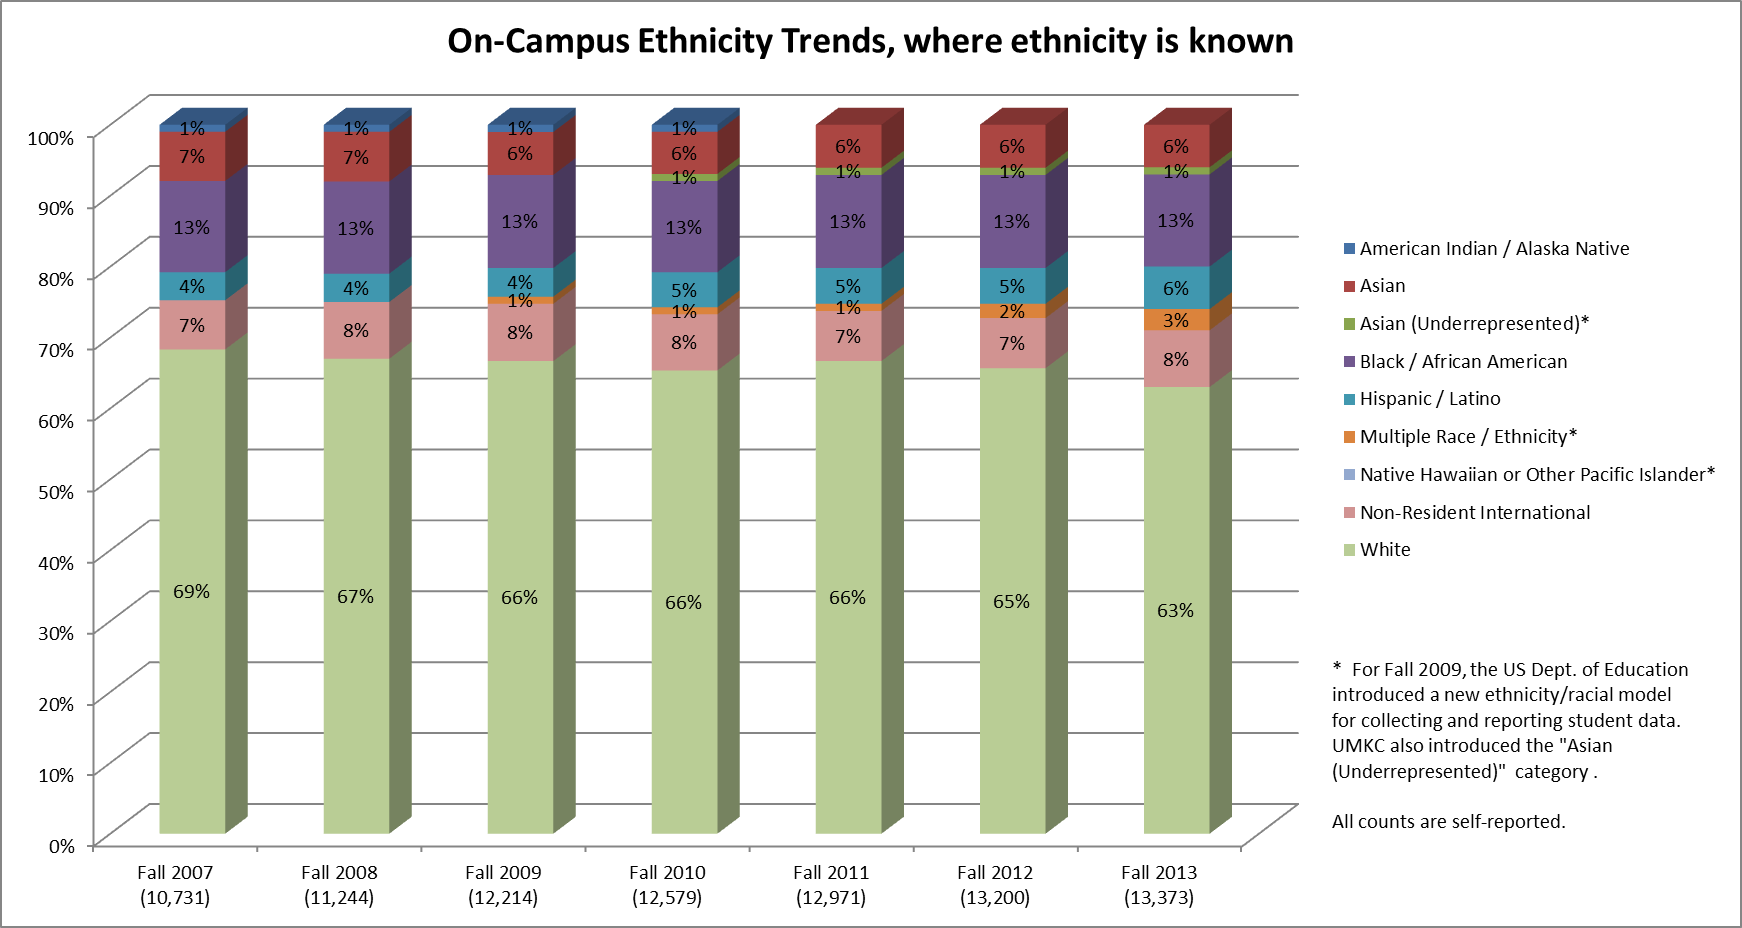 On-Campus Ethnicity Trends, where ethnicity is known
100%
90%
80%
70%
60%
50%
40%
30%
20%
10%
0%
1% 1% 1% 1%
7% 7% 6% 6% 6% 6% 6%
1% 1% 1% 1%
13% 13% 13% 13% 13% 13% 13%
4% 4% 4% 5% 5% 5% 6%
1% 1% 1% 2% 3%
7% 8% 8% 8% 7% 7% 8%
69% 67% 66% 66% 66% 65% 63%
Fall 2007 Fall 2008 Fall 2009 Fall 2010 Fall 2011 Fall 2012 Fall 2013
(10,731) (11,244) (12,214) (12,579) (12,971) (13,200) (13,373)
American Indian / Alaska Native
Asian
Asian (Underrepresented)*
Black / African American
Hispanic / Latino
Multiple Race / Ethnicity*
Native Hawaiian or Other Pacific Islander*
Non-Resident International
White
* For Fall 2009, the US Dept. of Education
introduced a new ethnicity/racial model
for collecting and reporting student data.
UMKC also introduced the "Asian
(Underrepresented)" category .
All counts are self-reported.